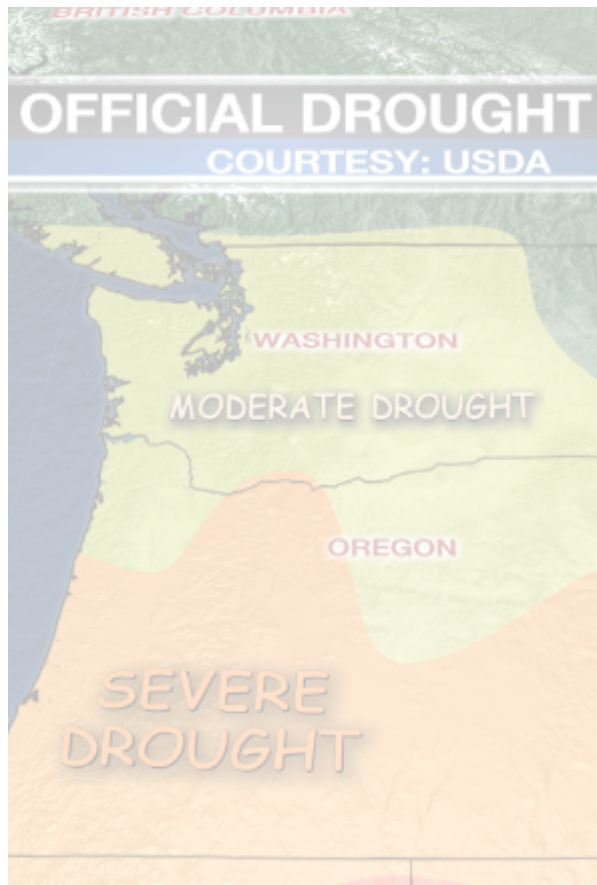 BRITISH COLUMBIA
OFFICIAL DROUGHT
COURTESY: USDA
WASHINGTON
MODERATE DROUGHT
OREGON
SEVERE
DROUGHT